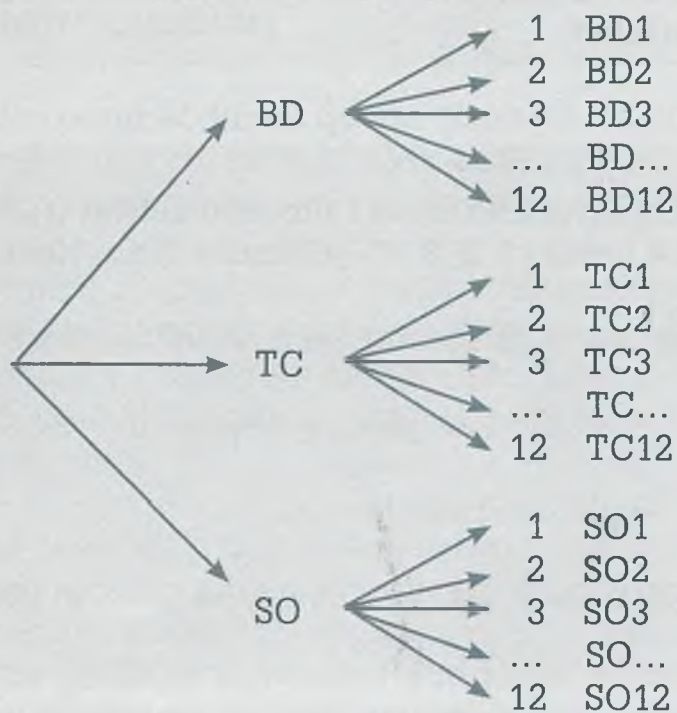 1 BD1
2 BD2
BD 3 BD3
... BD...
12 BD12
1 TC1
2 TC2
TC 3 TC3
... TC...
12 TC12
1 SO1
2 SO2
SO 3 SO3
... SO...
12 SO12